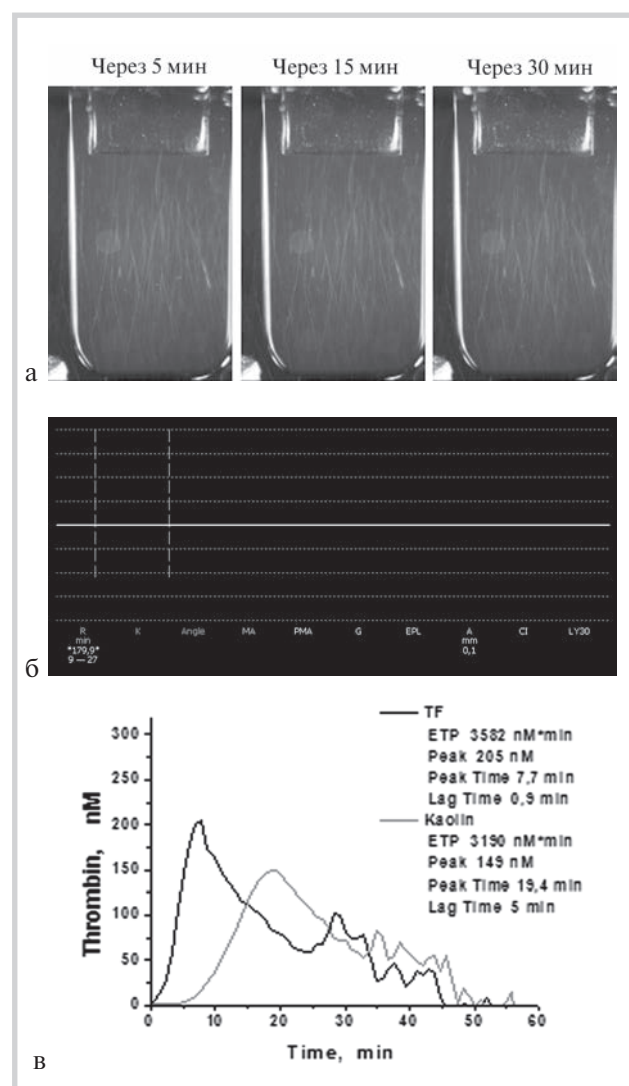 Через 5 мин Через 15 мин Через 30 мин
а
R K Angle MA PMA G EPL A CI LY30
min mm
*179,9* 0,1
9 — 27
б
TF
ETP 3582 nM*min
Peak 205 nM
Peak Time 7,7 min
Lag Time 0,9 min
Kaolin
ETP 3190 nM*min
Peak 149 nM
Peak Time 19,4 min
Lag Time 5 min
Thrombin, nM
300
250
200
150
100
50
0
0 10 20 30 40 50 60
Time, min
в